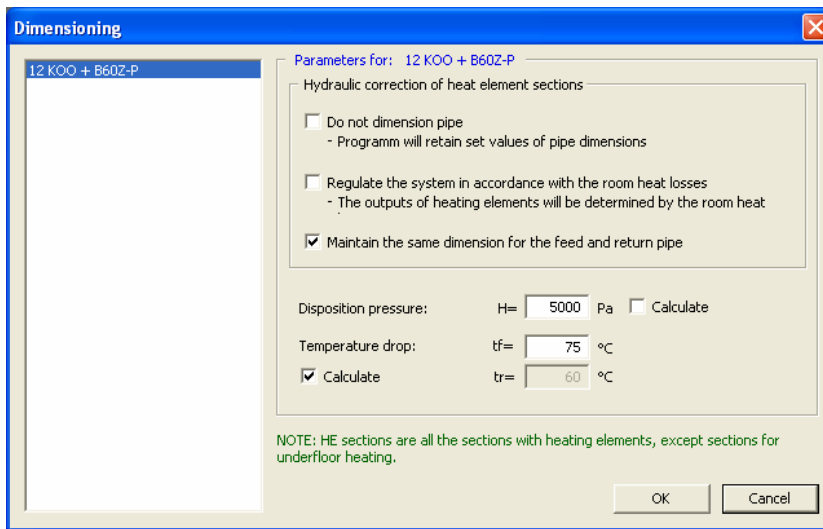 Dimensioning
12 KOO + B60Z-P
Parameters for: 12 KOO + B60Z-P
Hydraulic correction of heat element sections
Do not dimension pipe
- Programm will retain set values of pipe dimensions
Regulate the system in accordance with the room heat losses
- The outputs of heating elements will be determined by the room heat
Maintain the same dimension for the feed and return pipe
Disposition pressure: H= 5000 Pa Calculate
Temperature drop: tf= 75 °C
Calculate tr= 60 °C
NOTE: HE sections are all the sections with heating elements, except sections for
underfloor heating.
OK Cancel